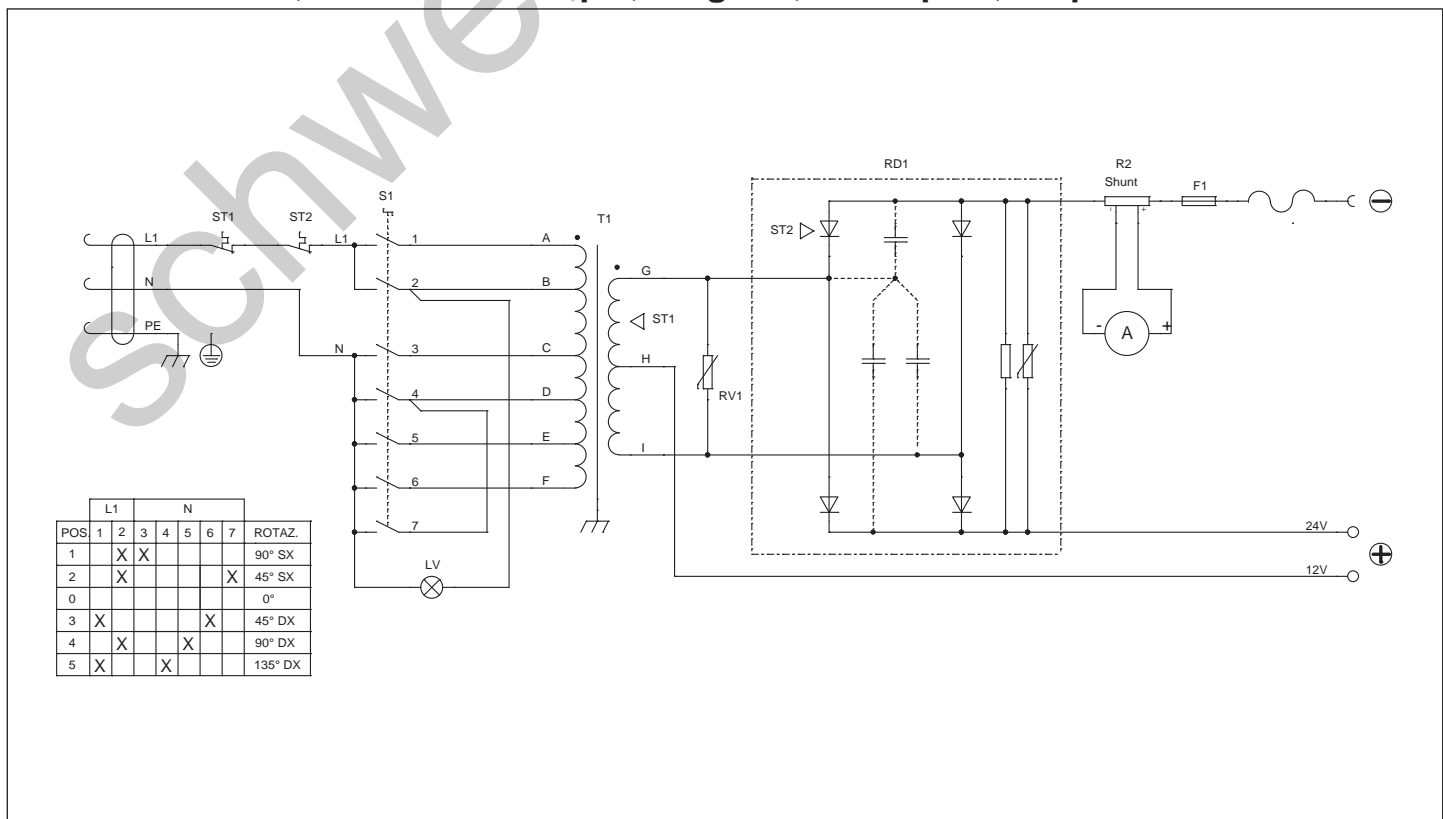 schwe
RD1
R2
Shunt
F1
S1
ST1
ST2
T1
L1
L1
1
A
ST2
N
2
B
G
PE
ST1
- A +
N
3
C
H
4
D
RV1
5
E
I
6
F
7
24V
LV
12V
L1 N
POS. 1 2 3 4 5 6 7 ROTAZ.
1 X X 90° SX
2 X X 45° SX
0 0°
3 X X 45° DX
4 X X 90° DX
5 X X 135° DX